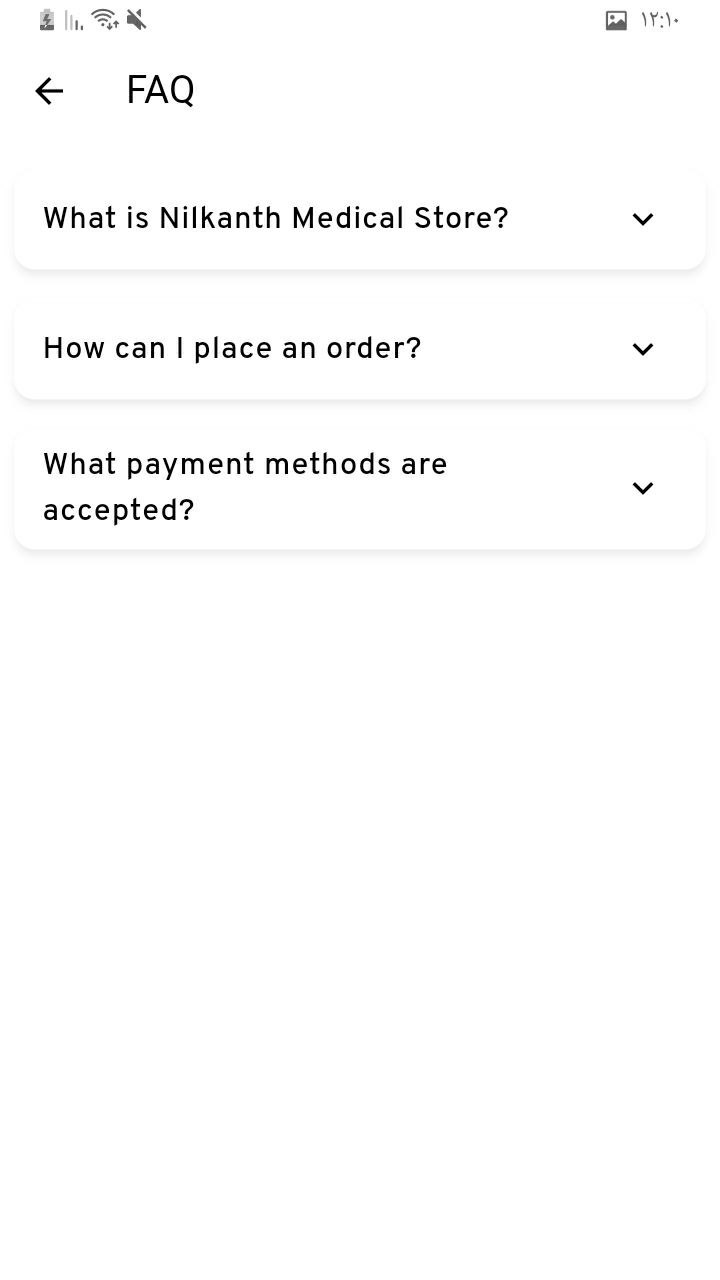 ١٢:١٠
FAQ
What is Nilkanth Medical Store?
How can I place an order?
What payment methods are
accepted?